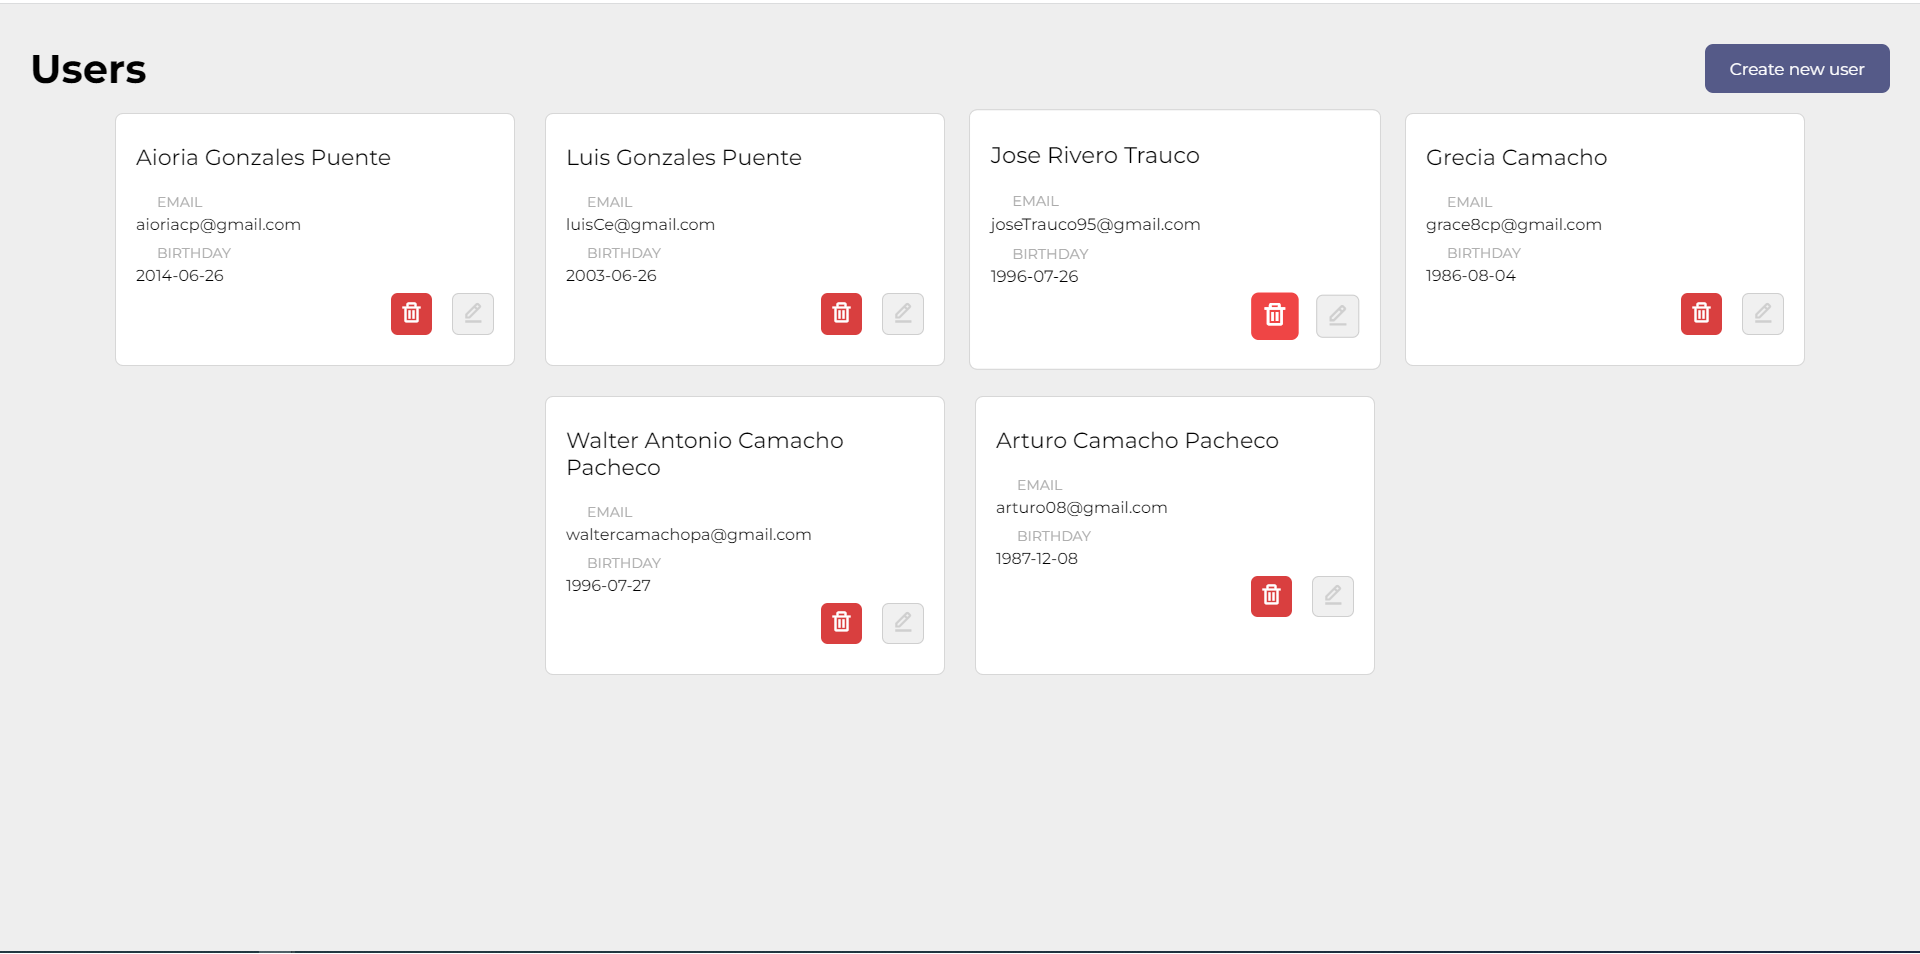 Users
Create new user
Aioria Gonzales Puente
EMAIL
aioriacp@gmail.com
BIRTHDAY
2014-06-26
Luis Gonzales Puente
EMAIL
luisCe@gmail.com
BIRTHDAY
2003-06-26
Jose Rivero Trauco
EMAIL
joseTrauco95@gmail.com
BIRTHDAY
1996-07-26
Grecia Camacho
EMAIL
grace8cp@gmail.com
BIRTHDAY
1986-08-04
Walter Antonio Camacho
Pacheco
EMAIL
waltercamachopa@gmail.com
BIRTHDAY
1996-07-27
Arturo Camacho Pacheco
EMAIL
arturo08@gmail.com
BIRTHDAY
1987-12-08